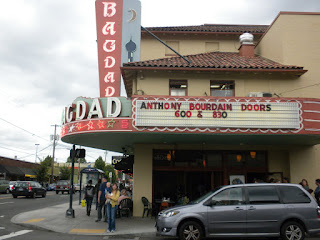 BAGDAD
GDAD
ANTHONY BOURDAIN DOORS
600 & 830